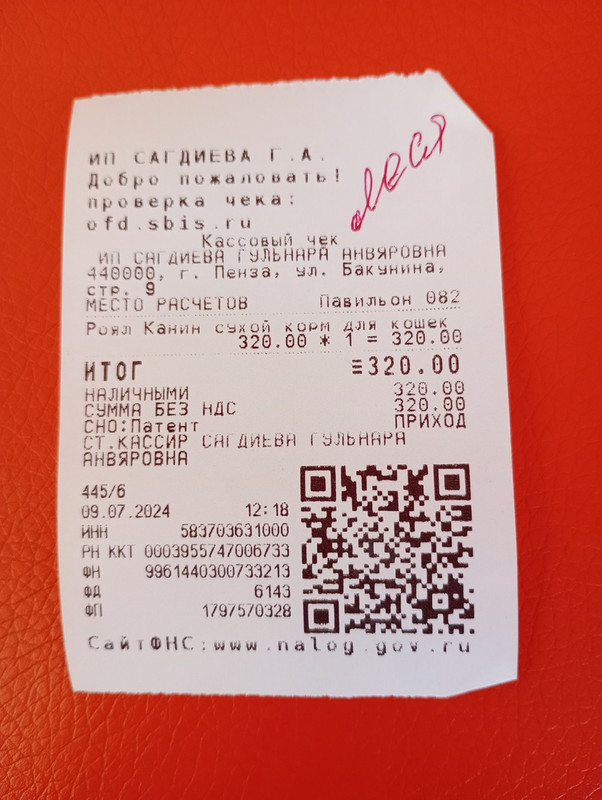 ИП САГДИЕВА Г.А.
Добро пожаловать!
проверка чека:
ofd.sbis.ru
Кассовый чек
ИП САГДИЕВА ГУЛЬНАРА АНВЯРОВНА
440000, г. Пенза, ул. Бакунина,
стр. 9
МЕСТО РАСЧЕТОВ Павильон 082
Роял Канин сухой корм для кошек
320.00 * 1 = 320.00
ИТОГ ≡320.00
НАЛИЧНЫМИ 320.00
СУММА БЕЗ НДС 320.00
СНО:Патент ПРИХОД
СТ.КАССИР САГДИЕВА ГУЛЬНАРА
АНВЯРОВНА
445/6
09.07.2024 12:18
ИНН 583703631000
РН ККТ 0003955747006733
ФН 9961440300733213
ФД 6143
ФП 1797570328
СайтФНС:www.nalog.gov.ru